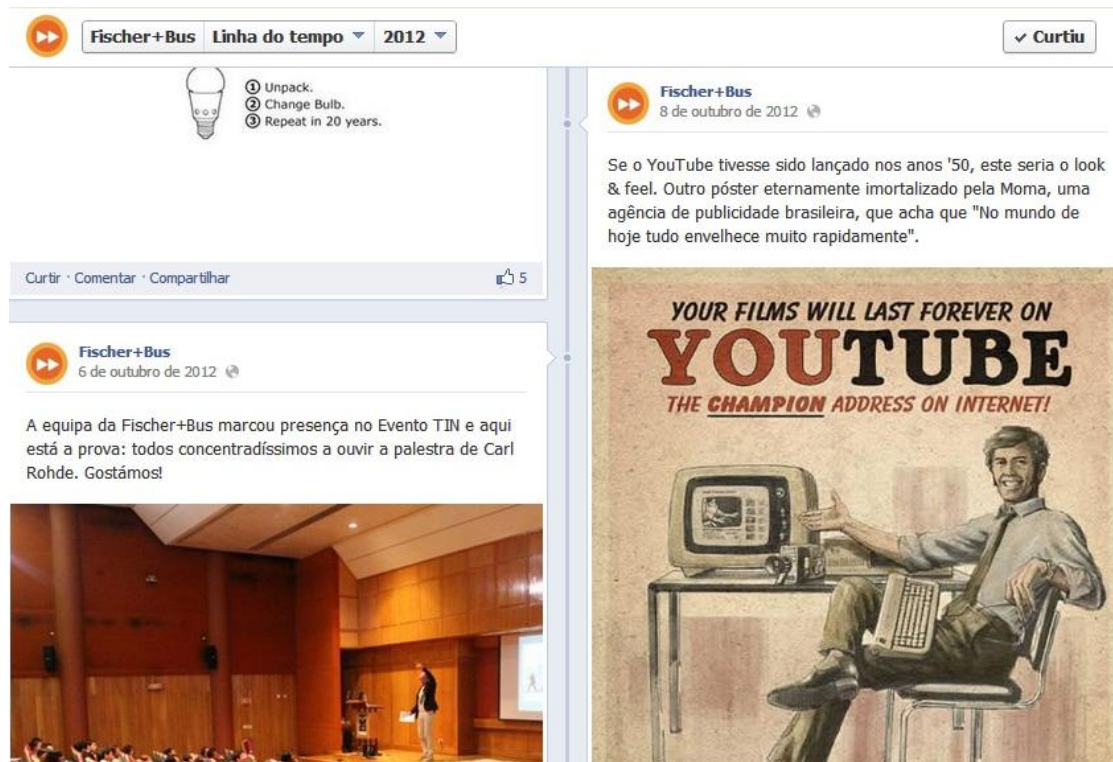 Fischer+Bus Linha do tempo 2012
✓ Curtiu
① Unpack.
② Change Bulb.
③ Repeat in 20 years.
Curtir · Comentar · Compartilhar 5
Fischer+Bus
6 de outubro de 2012
A equipa da Fischer+Bus marcou presença no Evento TIN e aqui
está a prova: todos concentradíssimos a ouvir a palestra de Carl
Rohde. Gostámos!
Fischer+Bus
8 de outubro de 2012
Se o YouTube tivesse sido lançado nos anos '50, este seria o look
& feel. Outro póster eternamente imortalizado pela Moma, uma
agência de publicidade brasileira, que acha que "No mundo de
hoje tudo envelhece muito rapidamente".
YOUR FILMS WILL LAST FOREVER ON
YOUTUBE
THE CHAMPION ADDRESS ON INTERNET!